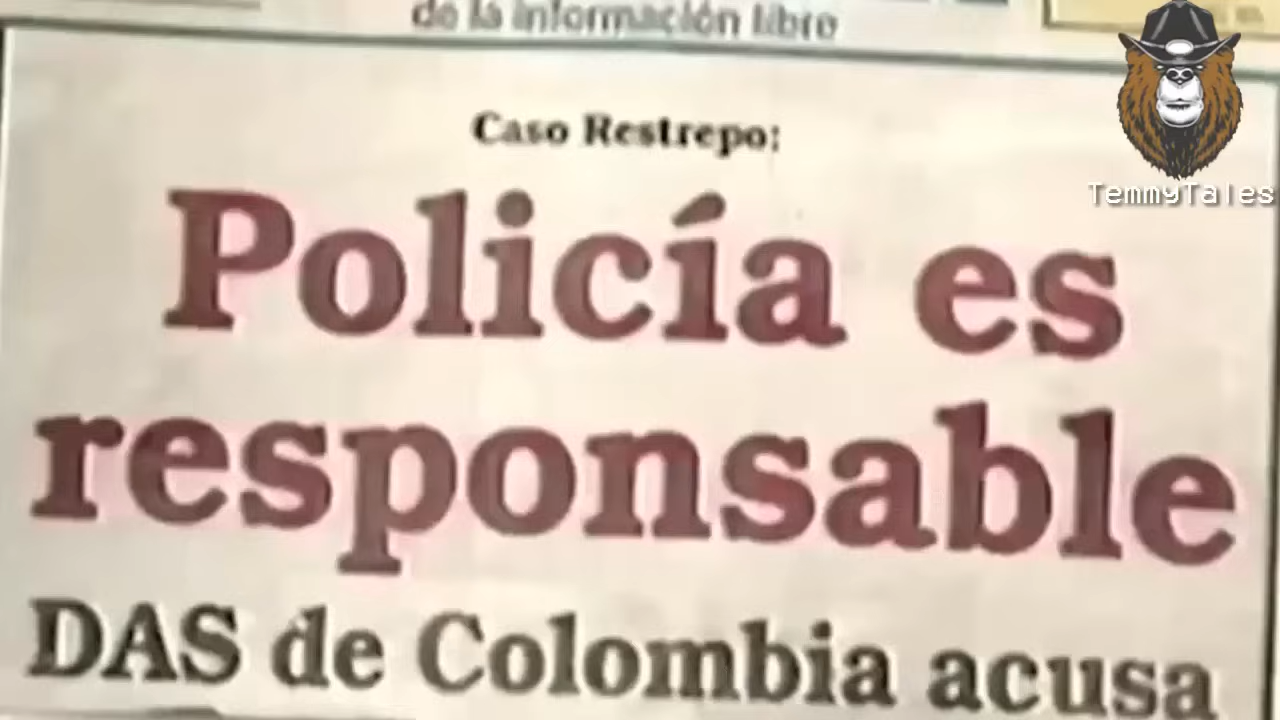 de la información libre
TemmyTales
Caso Restrepo:
Policía es
responsable
DAS de Colombia acusa